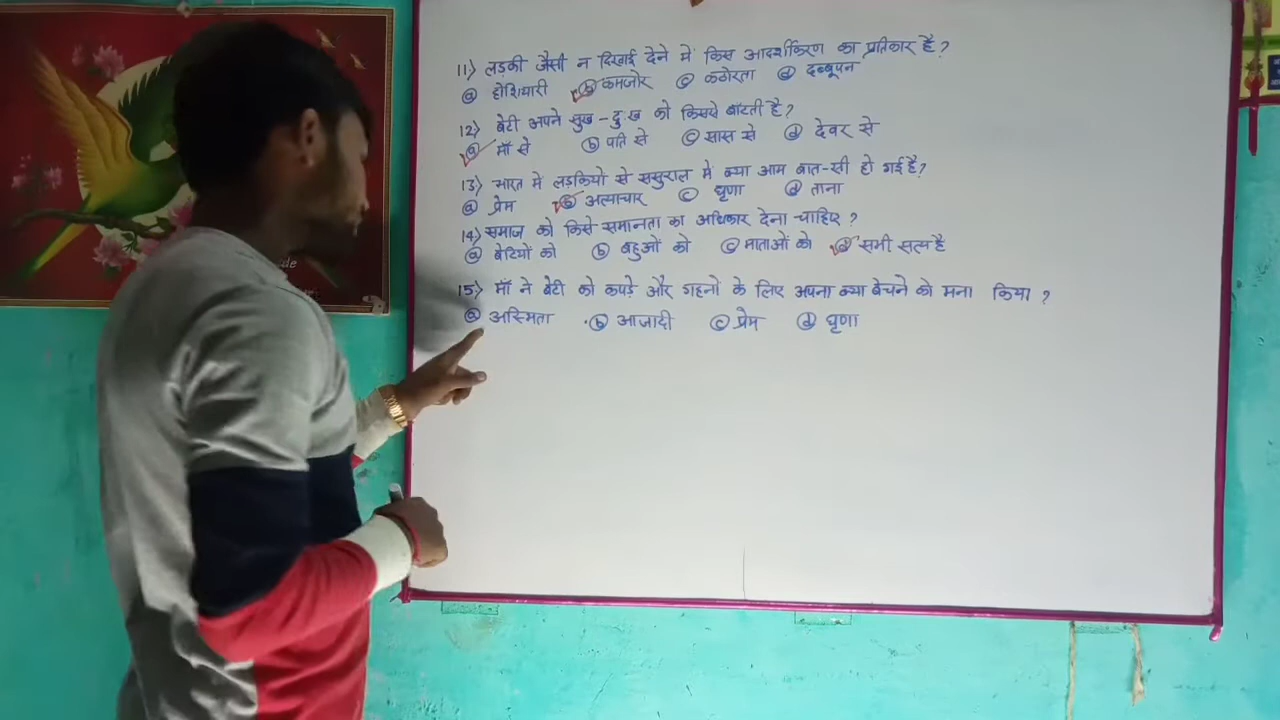 11> लड़की जैसी न दिखाई देने में किस आदर्शीकरण का प्रतिकार है?
ⓐ होशियारी ⓑ कमजोर ⓒ कठोरता ⓓ दब्बूपन
12> बेटी अपने सुख-दुःख को किससे बाँटती है?
ⓐ माँ से ⓑ पति से ⓒ सास से ⓓ देवर से
13> भारत में लड़कियों से ससुराल में क्या आम बात-सी हो गई है?
ⓐ प्रेम ⓑ अत्याचार ⓒ घृणा ⓓ ताना
14> समाज को किसे समानता का अधिकार देना चाहिए?
ⓐ बेटियों को ⓑ बहुओं को ⓒ माताओं को ⓓ सभी सत्य है
15> माँ ने बेटी को कपड़े और गहनों के लिए अपना क्या बेचने को मना किया?
ⓐ अस्मिता ⓑ आजादी ⓒ प्रेम ⓓ घृणा